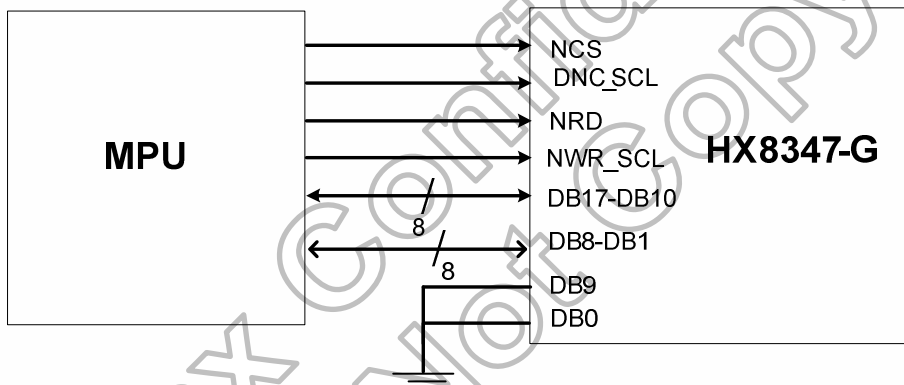 MPU
NCS
DNC_SCL
NRD
NWR_SCL
HX8347-G
DB17-DB10
8
DB8-DB1
8
DB9
DB0